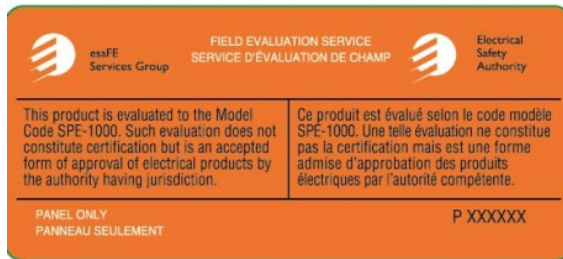 esaFE
Services Group
FIELD EVALUATION SERVICE
SERVICE D'ÉVALUATION DE CHAMP
Electrical
Safety
Authority
This product is evaluated to the Model
Code SPE-1000. Such evaluation does not
constitute certification but is an accepted
form of approval of electrical products by
the authority having jurisdiction.
Ce produit est évalué selon le code modèle
SPE-1000. Une telle évaluation ne constitue
pas la certification mais est une forme
admise d'approbation des produits
électriques par l'autorité compétente.
PANEL ONLY
PANNEAU SEULEMENT
P XXXXXX